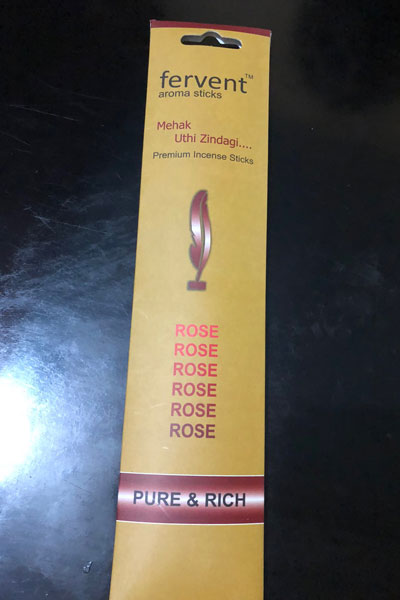 fervent™
aroma sticks
Mehak
Uthi Zindagi....
Premium Incense Sticks
ROSE
ROSE
ROSE
ROSE
ROSE
ROSE
PURE & RICH